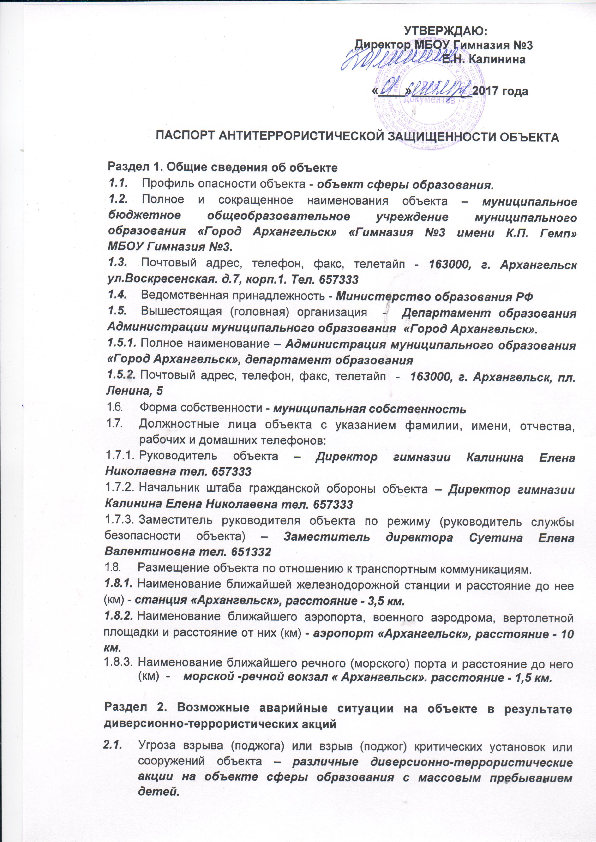 УТВЕРЖДАЮ:
Директор МБОУ Гимназия №3
Е.Н. Калинина
« » 2017 года
ПАСПОРТ АНТИТЕРРОРИСТИЧЕСКОЙ ЗАЩИЩЕННОСТИ ОБЪЕКТА
Раздел 1. Общие сведения об объекте
1.1. Профиль опасности объекта - объект сферы образования.
1.2. Полное и сокращенное наименования объекта – муниципальное
бюджетное общеобразовательное учреждение муниципального
образования «Город Архангельск» «Гимназия №3 имени К.П. Гемп»
МБОУ Гимназия №3.
1.3. Почтовый адрес, телефон, факс, телетайп - 163000, г. Архангельск
ул.Воскресенская. д.7, корп.1. Тел. 657333
1.4. Ведомственная принадлежность - Министерство образования РФ
1.5. Вышестоящая (головная) организация - Департамент образования
Администрации муниципального образования «Город Архангельск».
1.5.1. Полное наименование – Администрация муниципального образования
«Город Архангельск», департамент образования
1.5.2. Почтовый адрес, телефон, факс, телетайп - 163000, г. Архангельск, пл.
Ленина, 5
1.6. Форма собственности - муниципальная собственность
1.7. Должностные лица объекта с указанием фамилии, имени, отчества,
рабочих и домашних телефонов:
1.7.1. Руководитель объекта – Директор гимназии Калинина Елена
Николаевна тел. 657333
1.7.2. Начальник штаба гражданской обороны объекта – Директор гимназии
Калинина Елена Николаевна тел. 657333
1.7.3. Заместитель руководителя объекта по режиму (руководитель службы
безопасности объекта) – Заместитель директора Суетина Елена
Валентиновна тел. 651332
1.8. Размещение объекта по отношению к транспортным коммуникациям.
1.8.1. Наименование ближайшей железнодорожной станции и расстояние до нее
(км) - станция «Архангельск», расстояние - 3,5 км.
1.8.2. Наименование ближайшего аэропорта, военного аэродрома, вертолетной
площадки и расстояние от них (км) - аэропорт «Архангельск», расстояние - 10
км.
1.8.3. Наименование ближайшего речного (морского) порта и расстояние до него
(км) - морской -речной вокзал « Архангельск». расстояние - 1,5 км.
Раздел 2. Возможные аварийные ситуации на объекте в результате
диверсионно-террористических акций
2.1. Угроза взрыва (поджога) или взрыв (поджог) критических установок или
сооружений объекта – различные диверсионно-террористические
акции на объекте сферы образования с массовым пребыванием
детей.